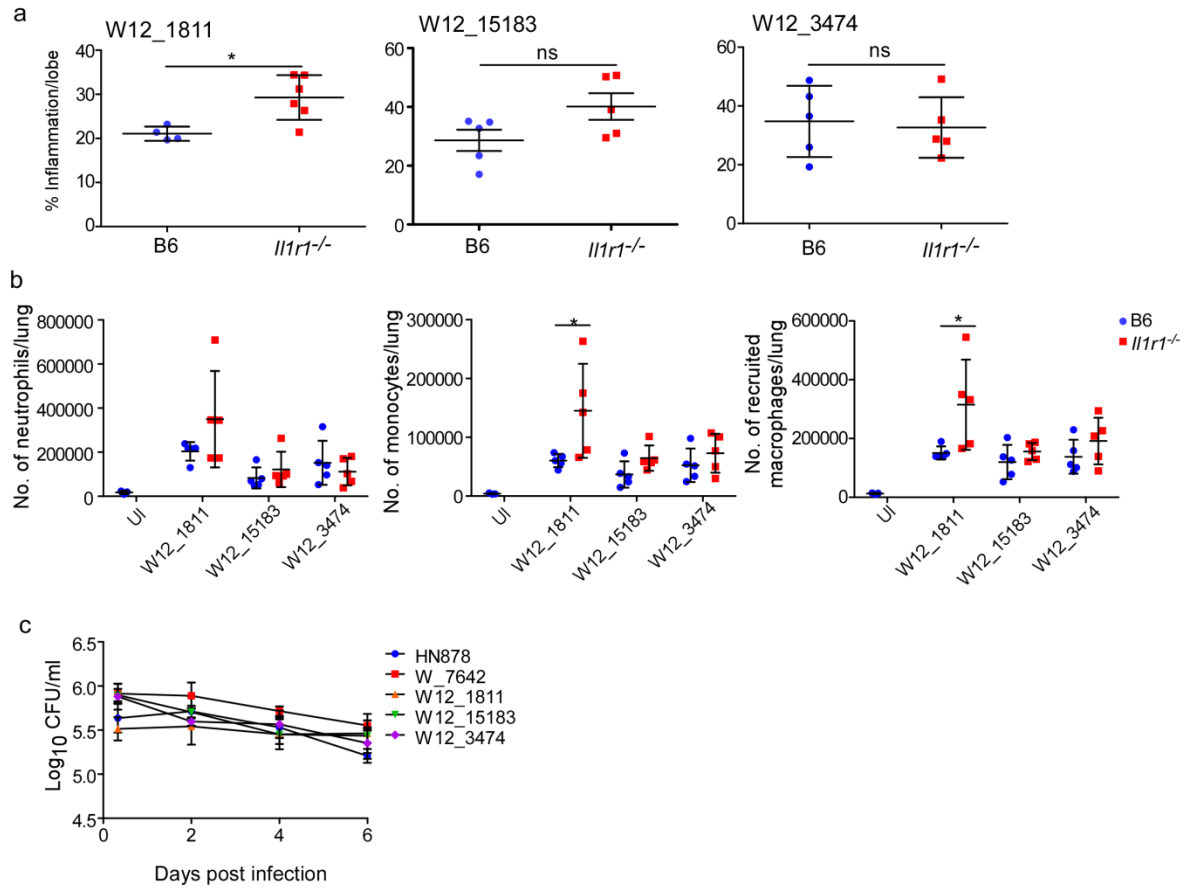 a
W12_1811
W12_15183
W12_3474
% Inflammation/lobe
40
30
20
10
0
*
B6
Il1r1-/-
60
40
20
0
ns
B6
Il1r1-/-
60
40
20
0
ns
B6
Il1r1-/-
b
No. of neutrophils/lung
800000
600000
400000
200000
0
UI
W12_1811
W12_15183
W12_3474
No. of monocytes/lung
300000
200000
100000
0
*
UI
W12_1811
W12_15183
W12_3474
No. of recruited
macrophages/lung
600000
400000
200000
0
*
UI
W12_1811
W12_15183
W12_3474
B6
Il1r1-/-
c
Log10 CFU/ml
6.5
6.0
5.5
5.0
4.5
0
2
4
6
Days post infection
HN878
W_7642
W12_1811
W12_15183
W12_3474